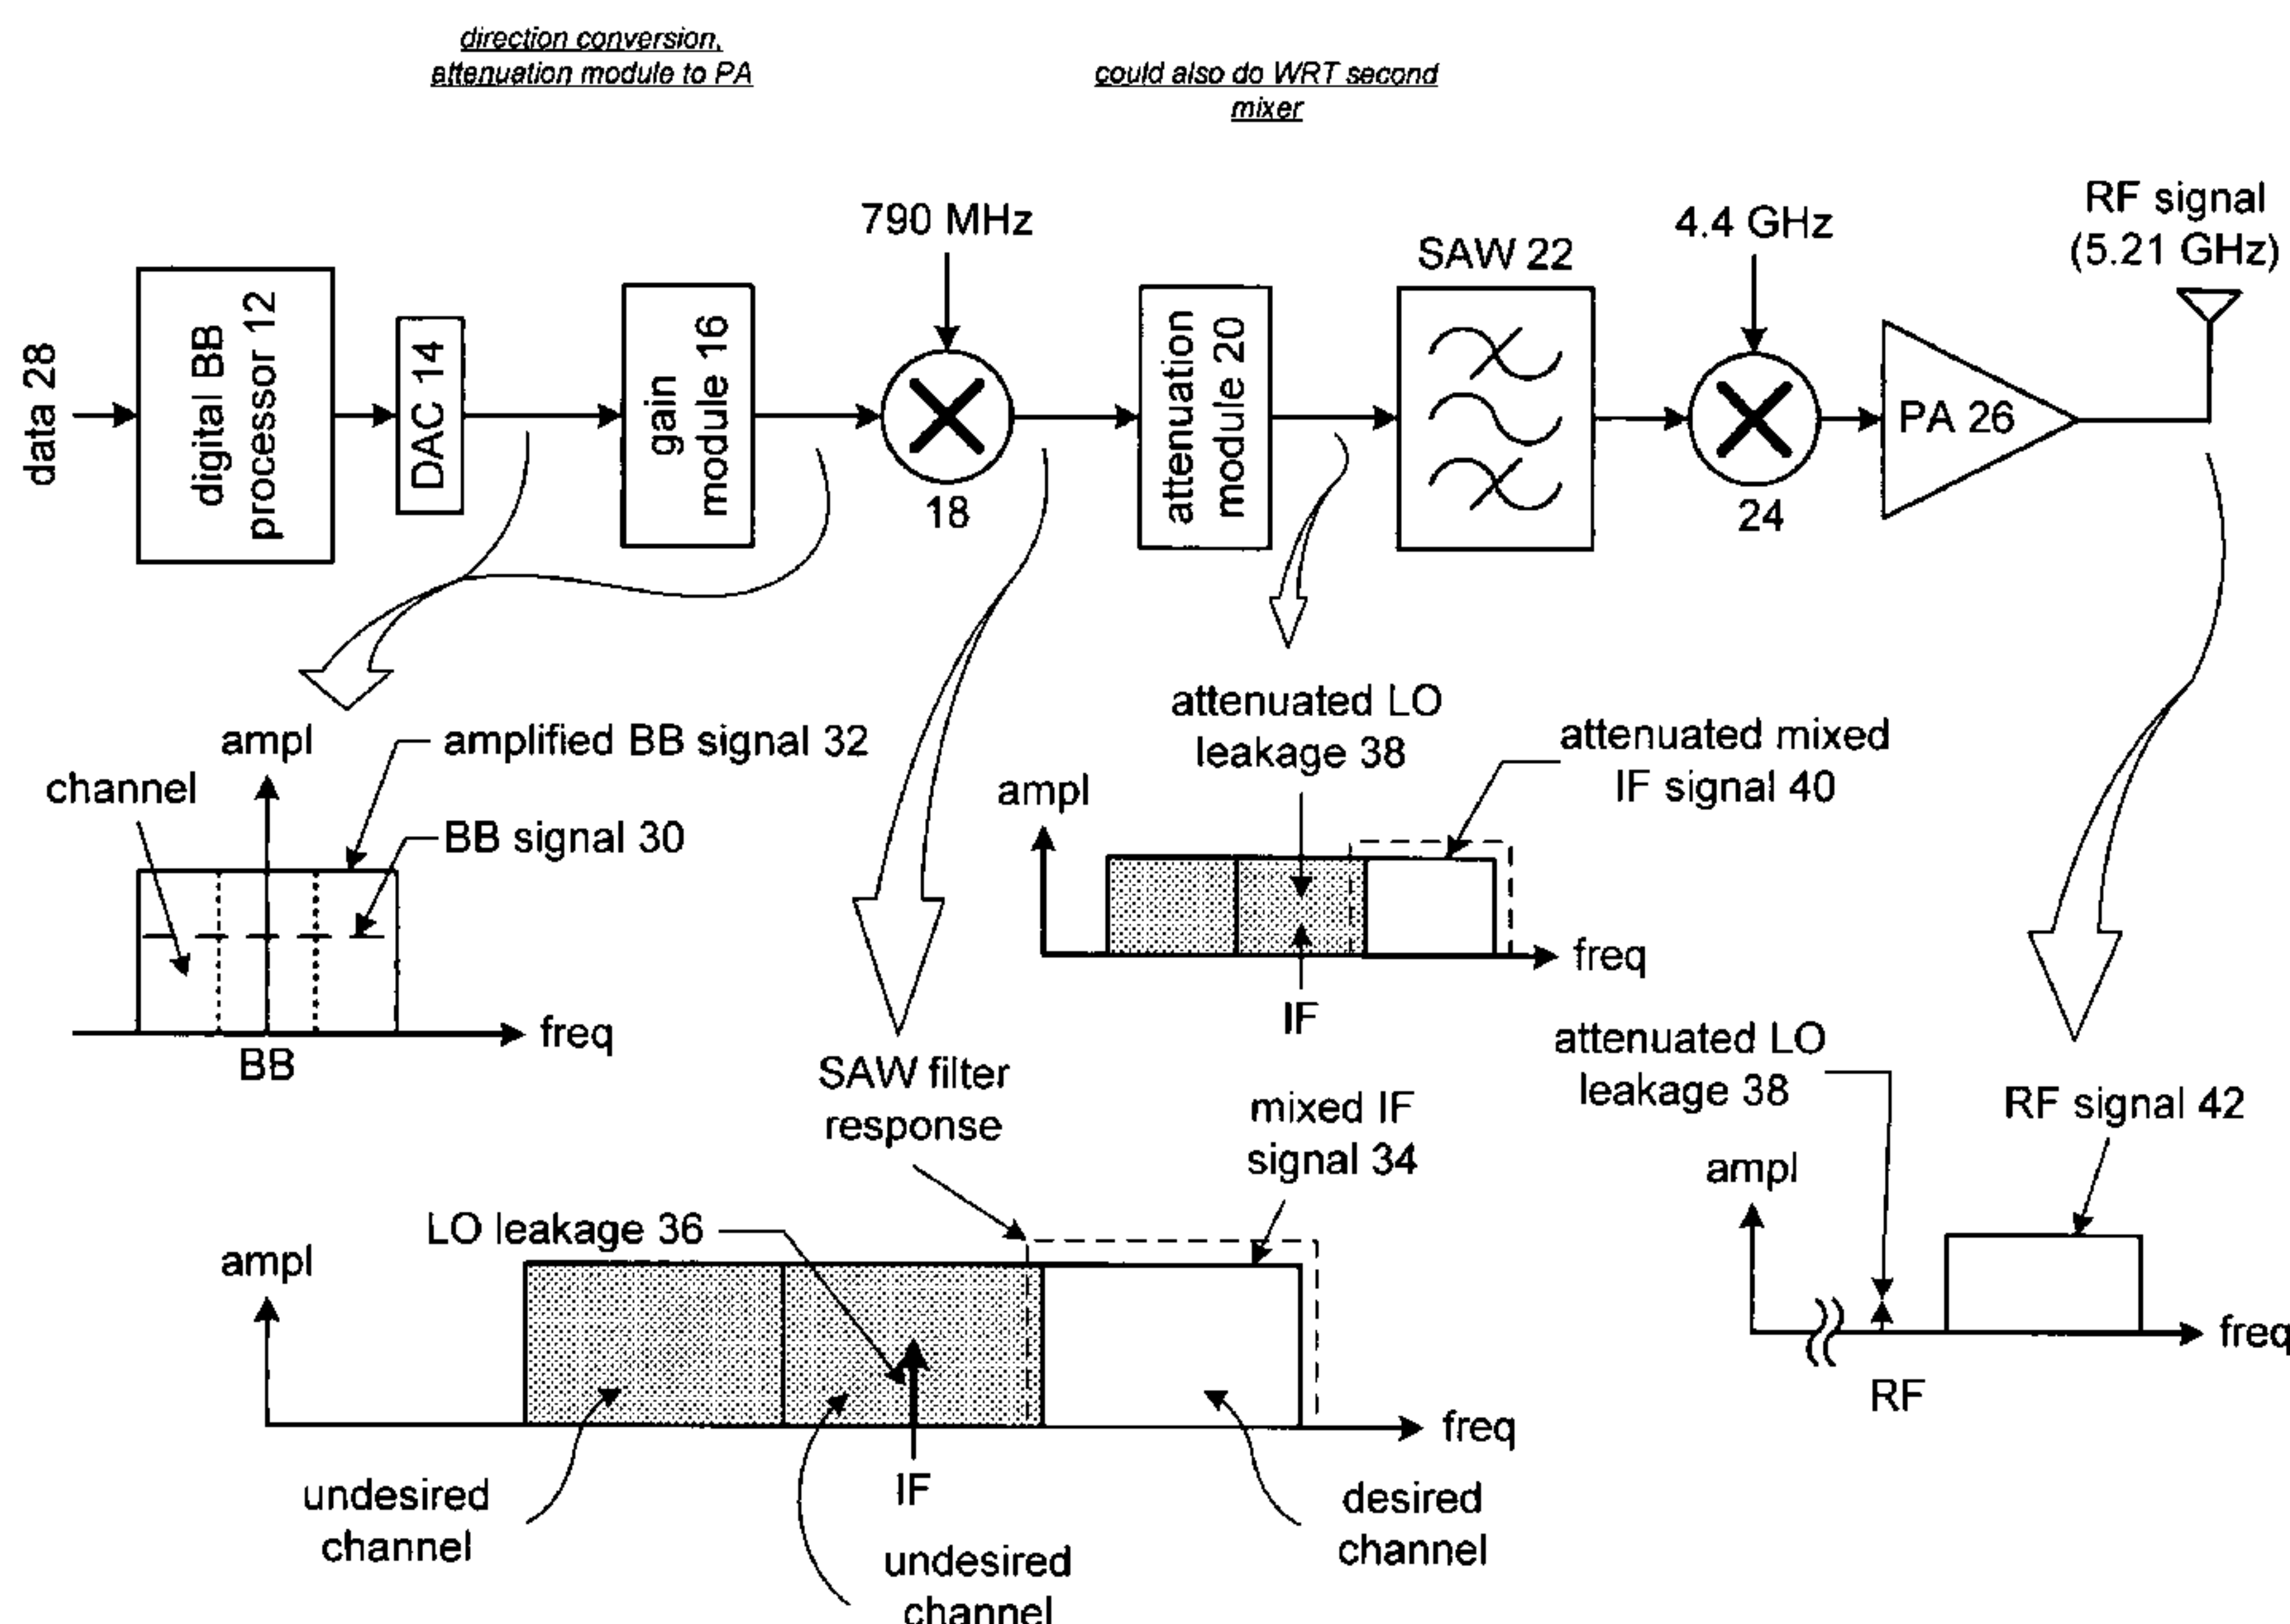 direction conversion,
attenuation module to PA
could also do WRT second
mixer
790 MHz
4.4 GHz
RF signal
(5.21 GHz)
SAW 22
data 28
digital BB
processor 12
DAC 14
gain
module 16
18
attenuation
module 20
24
PA 26
ampl
amplified BB signal 32
channel
BB signal 30
freq
BB
attenuated LO
leakage 38
attenuated mixed
IF signal 40
ampl
freq
IF
SAW filter
response
mixed IF
signal 34
LO leakage 36
ampl
freq
IF
undesired
channel
undesired
channel
desired
channel
attenuated LO
leakage 38
RF signal 42
ampl
freq
RF